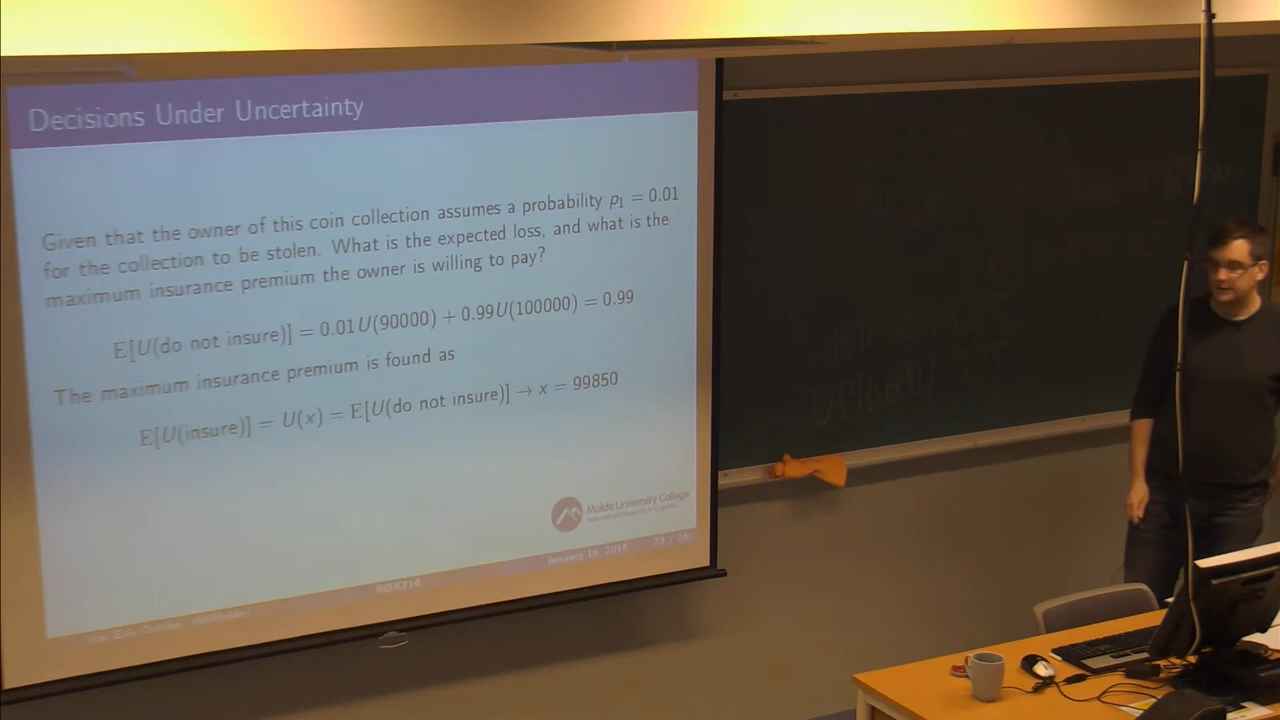 Decisions Under Uncertainty
Given that the owner of this coin collection assumes a probability p₁ = 0.01
for the collection to be stolen. What is the expected loss, and what is the
maximum insurance premium the owner is willing to pay?
𝔼[U(do not insure)] = 0.01U(90000) + 0.99U(100000) = 0.99
The maximum insurance premium is found as
𝔼[U(insure)] = U(x) = 𝔼[U(do not insure)] → x = 99850
Molde University College
January 16, 2015 23 / 28